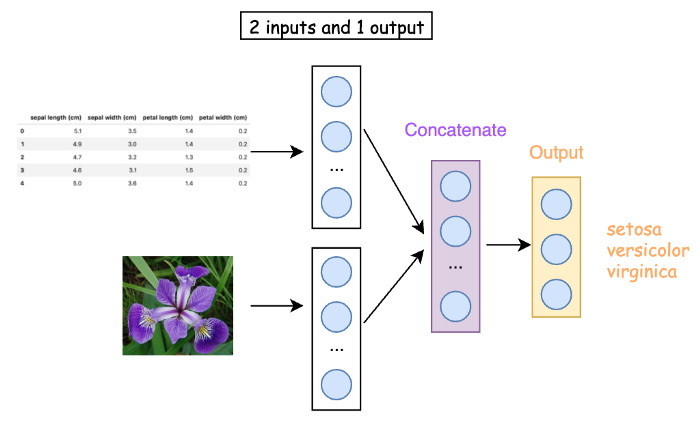 2 inputs and 1 output
sepal length (cm) sepal width (cm) petal length (cm) petal width (cm)
0 5.1 3.5 1.4 0.2
1 4.9 3.0 1.4 0.2
2 4.7 3.2 1.3 0.2
3 4.6 3.1 1.5 0.2
4 5.0 3.6 1.4 0.2
...
...
Concatenate
...
Output
setosa
versicolor
virginica